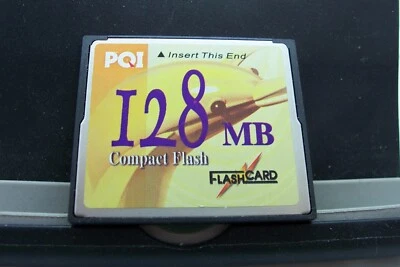 PQI
▲ Insert This End
128 MB
Compact Flash
FLASHCARD